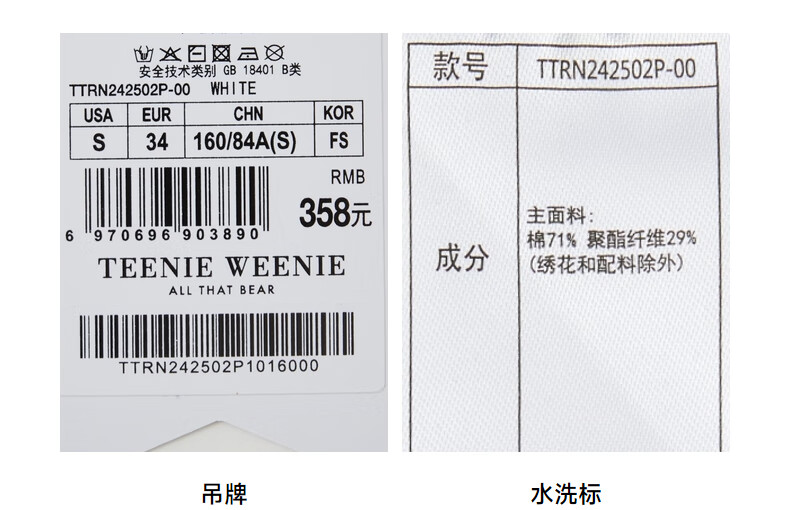 安全技术类别 GB 18401 B类
TTRN242502P-00 WHITE
USA EUR CHN KOR
S 34 160/84A(S) FS
RMB
358元
6 970696 903890
TEENIE WEENIE
ALL THAT BEAR
TTRN242502P1016000
款号 TTRN242502P-00
成分
主面料:
棉71% 聚酯纤维29%
(绣花和配料除外)
吊牌
水洗标